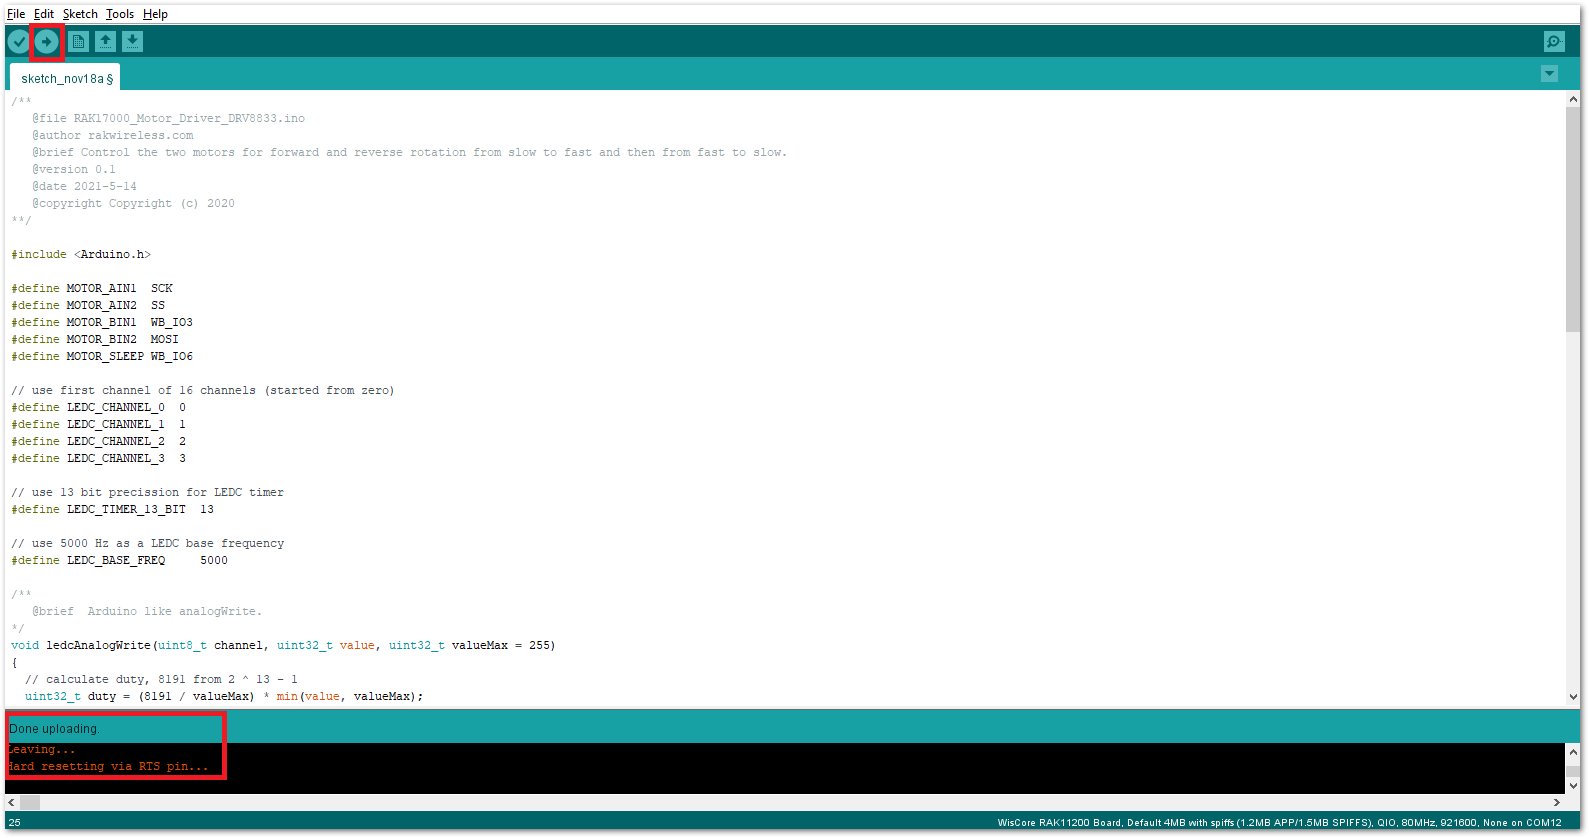 File Edit Sketch Tools Help
sketch_nov18a §
/**
@file RAK17000_Motor_Driver_DRV8833.ino
@author rakwireless.com
@brief Control the two motors for forward and reverse rotation from slow to fast and then from fast to slow.
@version 0.1
@date 2021-5-14
@copyright Copyright (c) 2020
**/
#include <Arduino.h>
#define MOTOR_AIN1 SCK
#define MOTOR_AIN2 SS
#define MOTOR_BIN1 WB_IO3
#define MOTOR_BIN2 MOSI
#define MOTOR_SLEEP WB_IO6
// use first channel of 16 channels (started from zero)
#define LEDC_CHANNEL_0 0
#define LEDC_CHANNEL_1 1
#define LEDC_CHANNEL_2 2
#define LEDC_CHANNEL_3 3
// use 13 bit precission for LEDC timer
#define LEDC_TIMER_13_BIT 13
// use 5000 Hz as a LEDC base frequency
#define LEDC_BASE_FREQ 5000
/**
@brief Arduino like analogWrite.
*/
void ledcAnalogWrite(uint8_t channel, uint32_t value, uint32_t valueMax = 255)
{
// calculate duty, 8191 from 2 ^ 13 - 1
uint32_t duty = (8191 / valueMax) * min(value, valueMax);
Done uploading.
Leaving...
Hard resetting via RTS pin...
25 WisCore RAK11200 Board, Default 4MB with spiffs (1.2MB APP/1.5MB SPIFFS), QIO, 80MHz, 921600, None on COM12